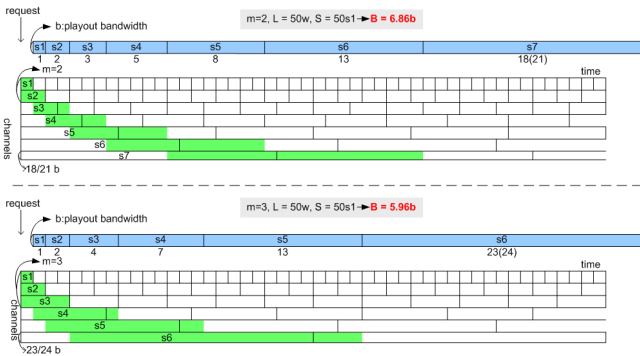 request
m=2, L = 50w, S = 50s1 B = 6.86b
b:playout bandwidth
s1 s2 s3 s4 s5 s6 s7
1 2 3 5 8 13 18(21)
m=2 time
s1
s2
s3
s4
s5
s6
s7
channels
18/21 b
request
m=3, L = 50w, S = 50s1 B = 5.96b
b:playout bandwidth
s1 s2 s3 s4 s5 s6
1 2 4 7 13 23(24)
m=3 time
s1
s2
s3
s4
s5
s6
channels
23/24 b